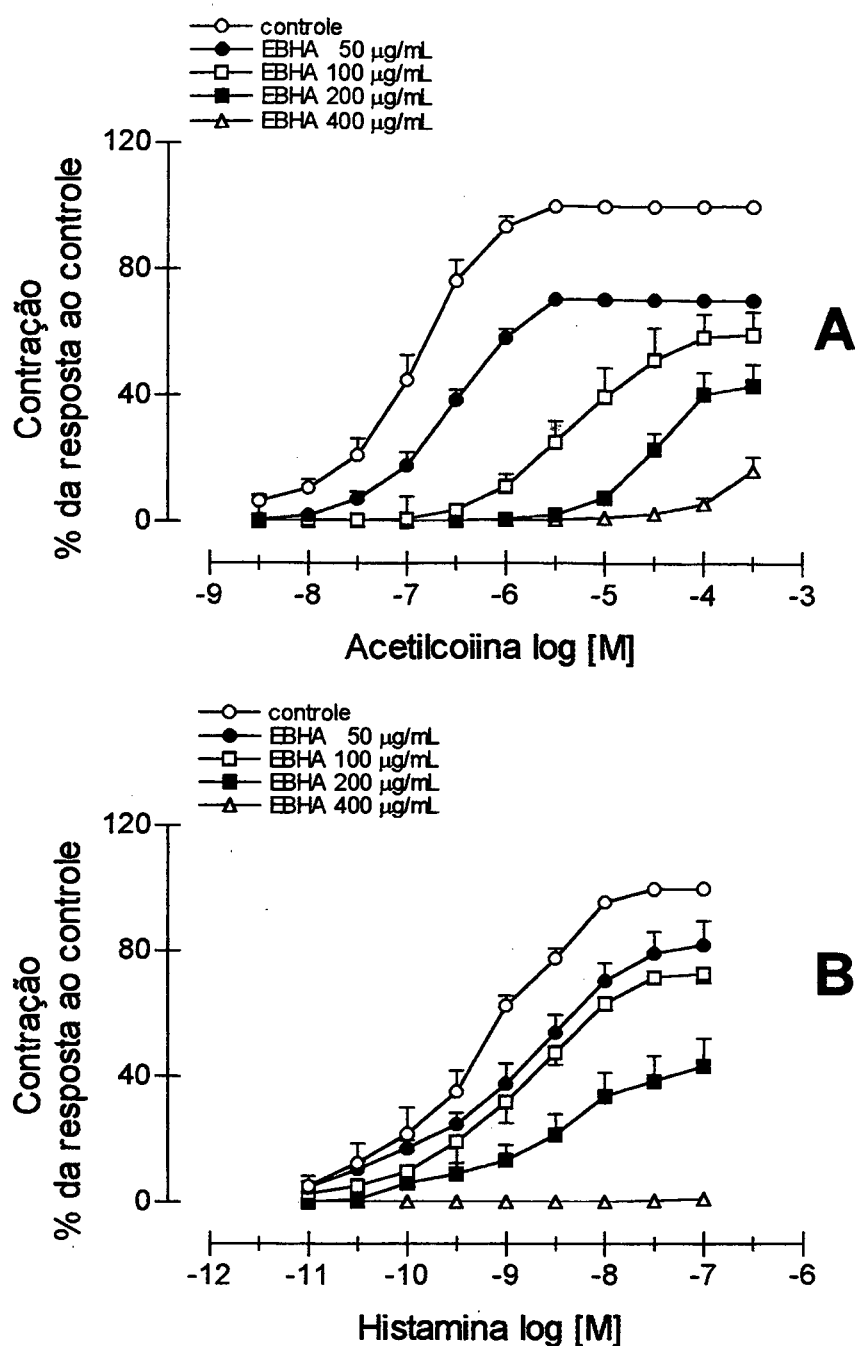 controle
EBHA 50 µg/mL
EBHA 100 µg/mL
EBHA 200 µg/mL
EBHA 400 µg/mL
120
80
40
0
Contração
% da resposta ao controle
A
-9 -8 -7 -6 -5 -4 -3
Acetilcoiina log [M]
controle
EBHA 50 µg/mL
EBHA 100 µg/mL
EBHA 200 µg/mL
EBHA 400 µg/mL
120
80
40
0
Contração
% da resposta ao controle
B
-12 -11 -10 -9 -8 -7 -6
Histamina log [M]